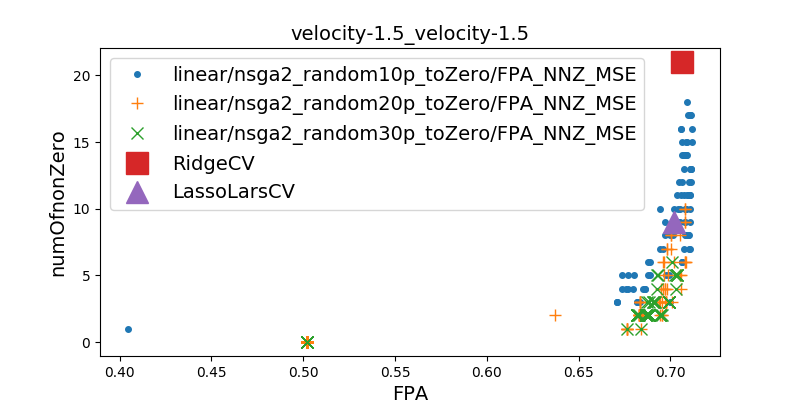 velocity-1.5_velocity-1.5
numOfnonZero
20
15
10
5
0
linear/nsga2_random10p_toZero/FPA_NNZ_MSE
linear/nsga2_random20p_toZero/FPA_NNZ_MSE
linear/nsga2_random30p_toZero/FPA_NNZ_MSE
RidgeCV
LassoLarsCV
0.40 0.45 0.50 0.55 0.60 0.65 0.70
FPA